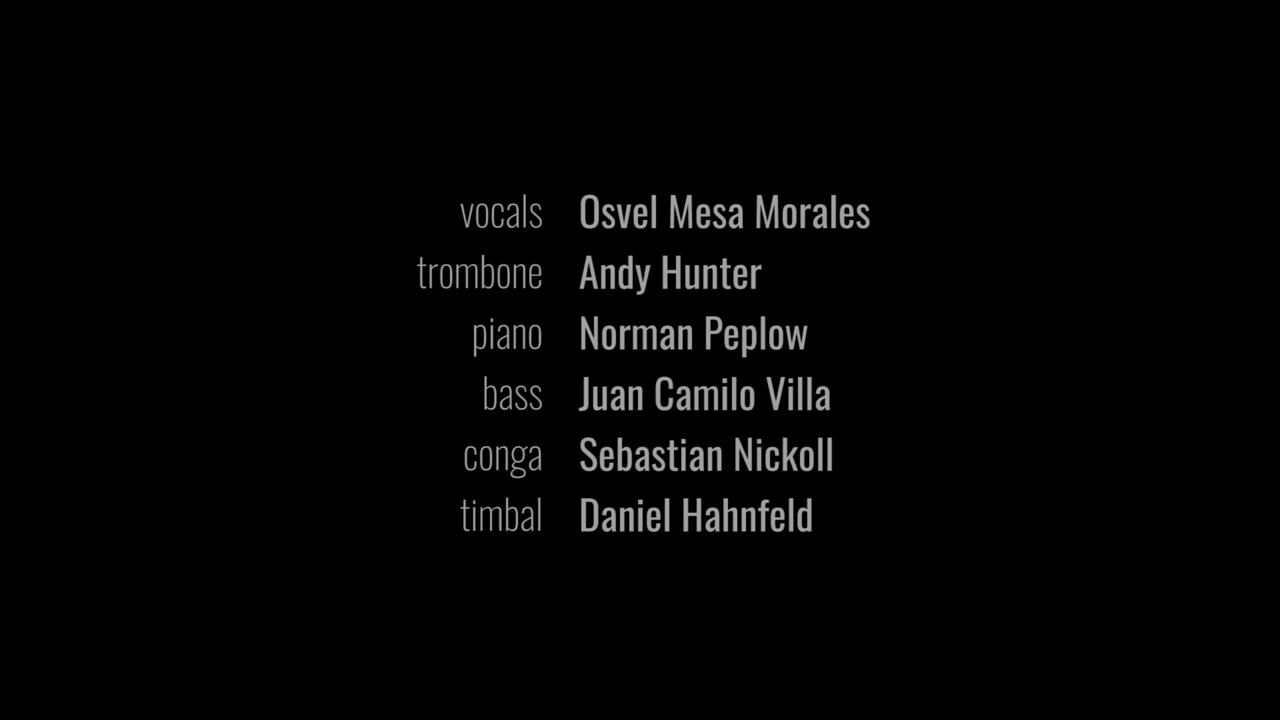 vocals Osvel Mesa Morales
trombone Andy Hunter
piano Norman Peplow
bass Juan Camilo Villa
conga Sebastian Nickoll
timbal Daniel Hahnfeld